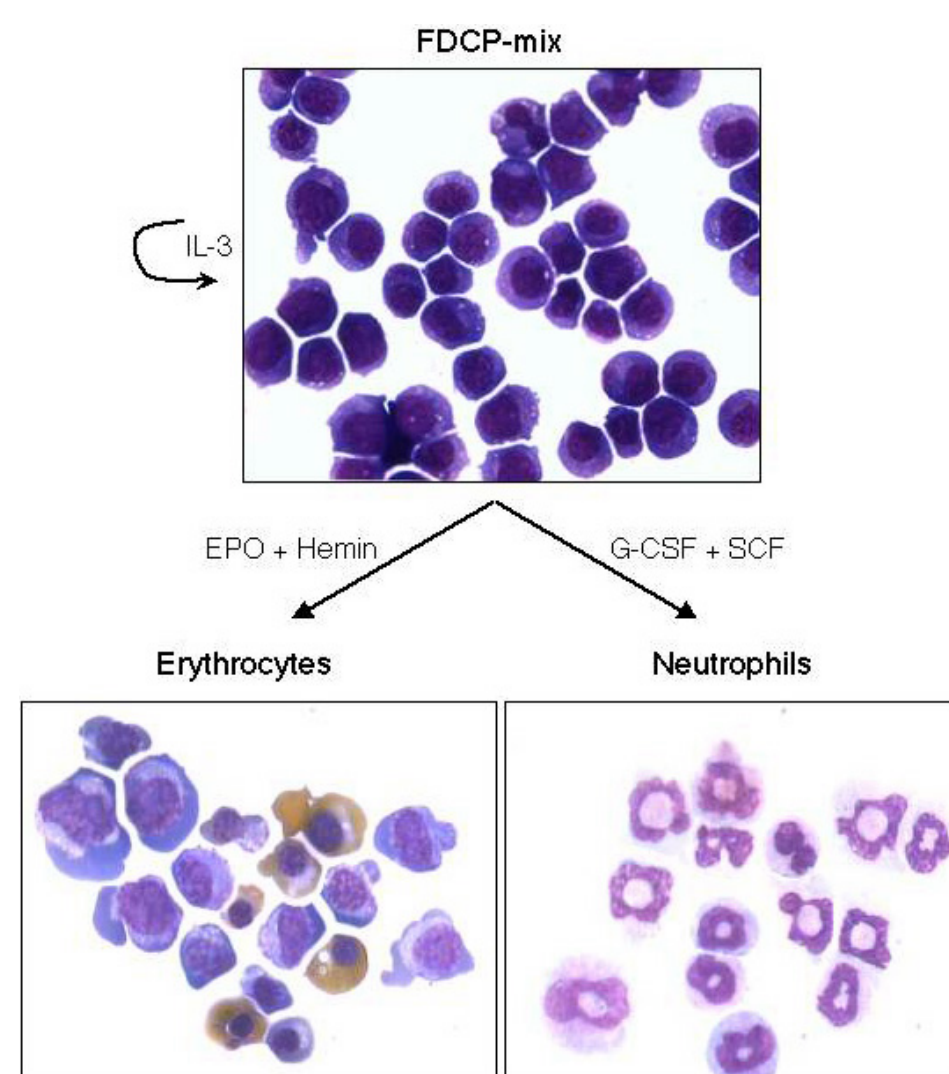 FDCP-mix
IL-3
EPO + Hemin
G-CSF + SCF
Erythrocytes
Neutrophils